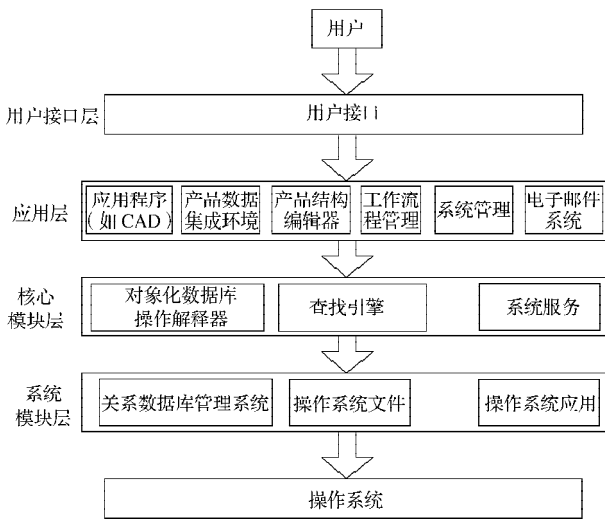 用户
用户接口层
用户接口
应用层
应用程序
(如CAD)
产品数据
集成环境
产品结构
编辑器
工作流
程管理
系统管理
电子邮件
系统
核心
模块层
对象化数据库
操作解释器
查找引擎
系统服务
系统
模块层
关系数据库管理系统
操作系统文件
操作系统应用
操作系统